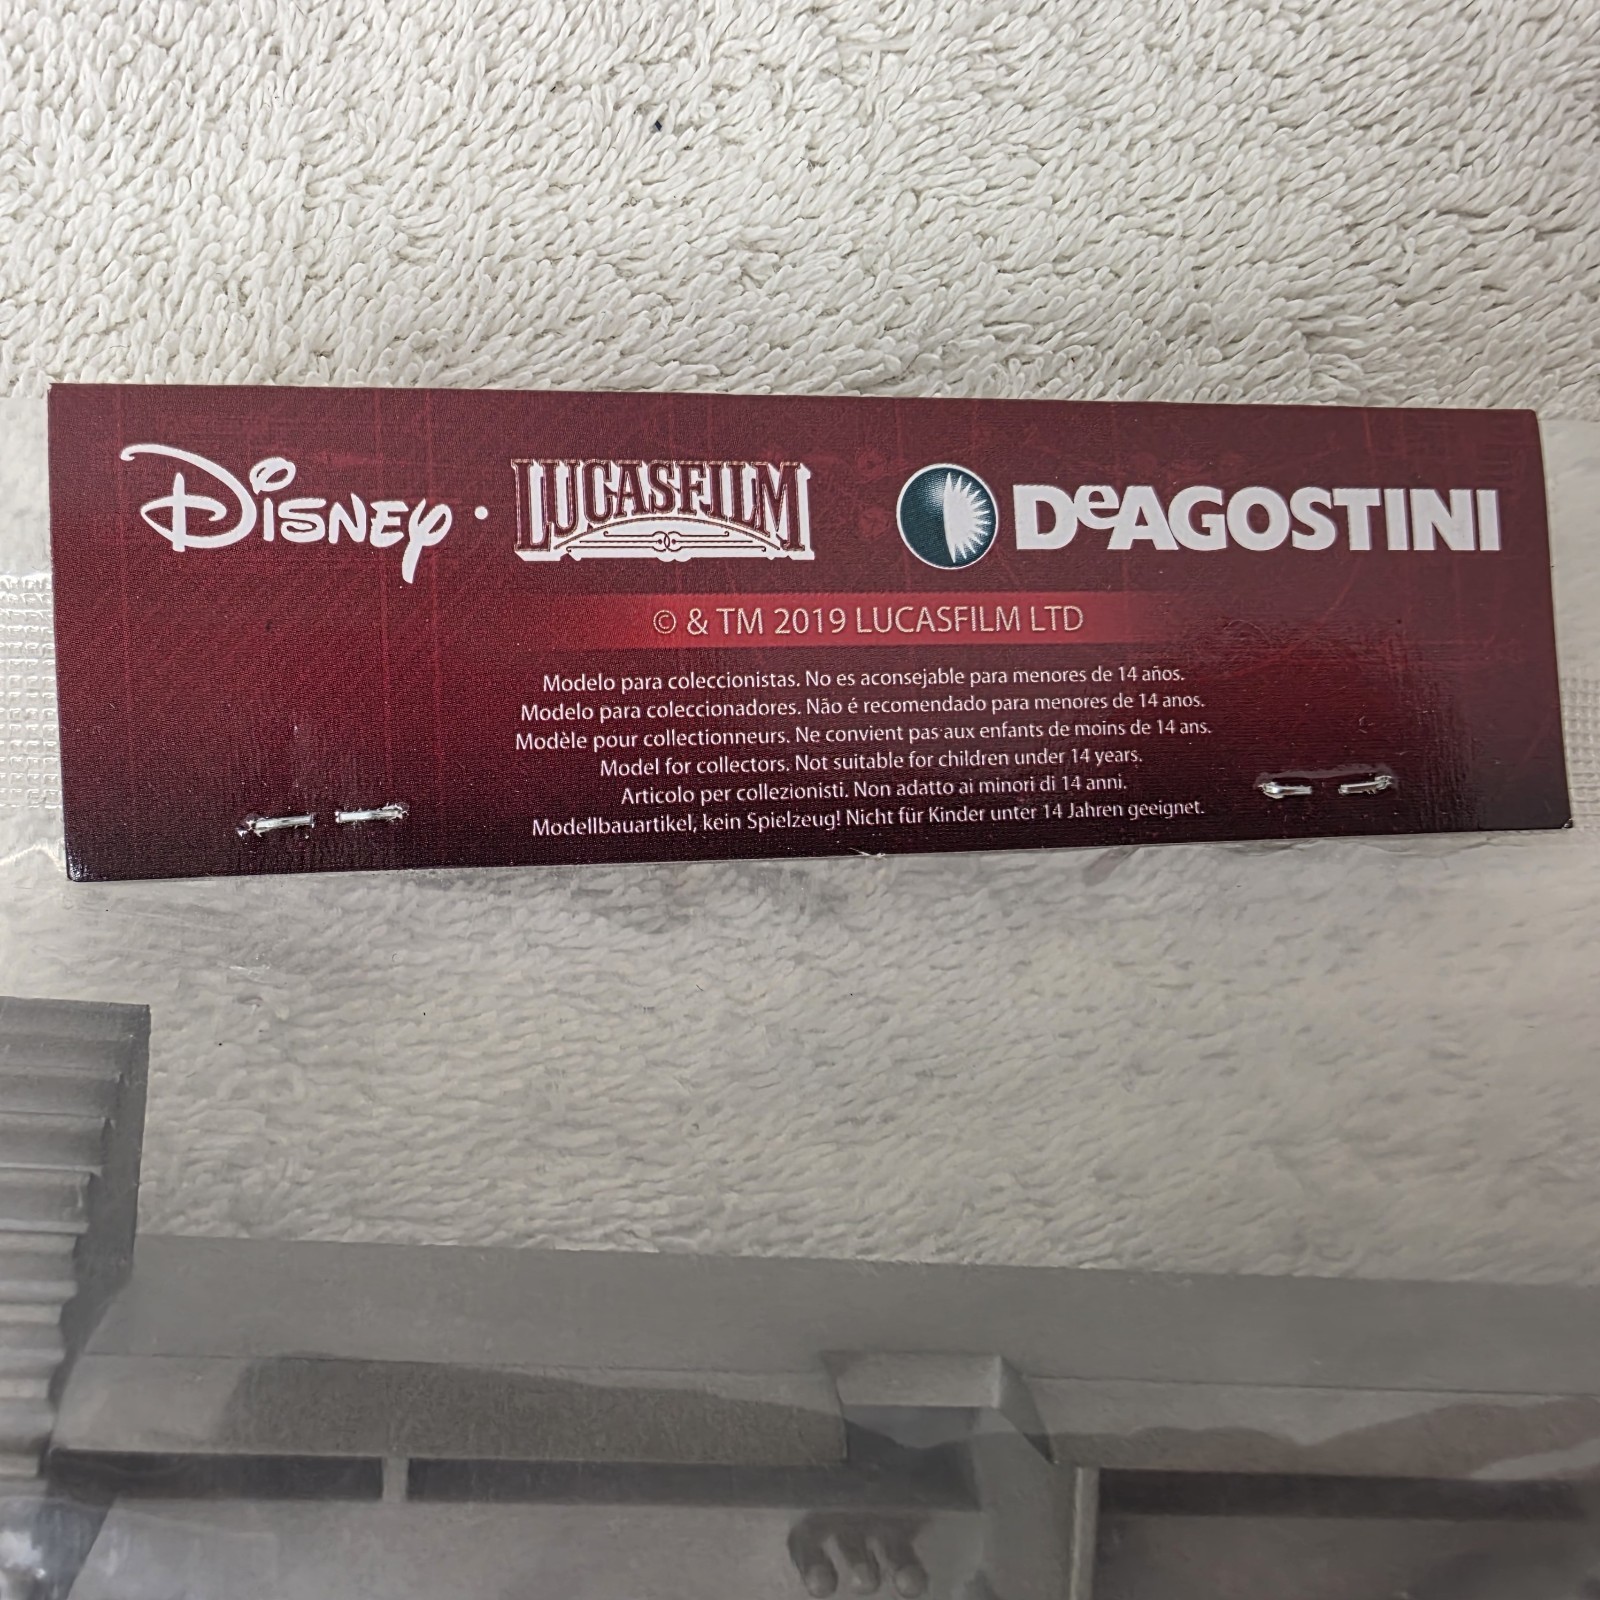 Disney · LUCASFILM DeAGOSTINI
© & TM 2019 LUCASFILM LTD
Modelo para coleccionistas. No es aconsejable para menores de 14 años.
Modelo para coleccionadores. Não é recomendado para menores de 14 anos.
Modèle pour collectionneurs. Ne convient pas aux enfants de moins de 14 ans.
Model for collectors. Not suitable for children under 14 years.
Articolo per collezionisti. Non adatto ai minori di 14 anni.
Modellbauartikel, kein Spielzeug! Nicht für Kinder unter 14 Jahren geeignet.